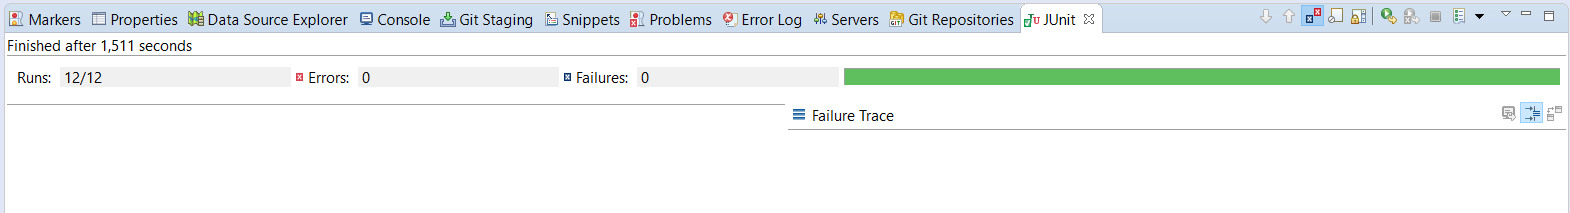 Markers Properties Data Source Explorer Console Git Staging Snippets Problems Error Log Servers Git Repositories JUnit
Finished after 1,511 seconds
Runs: 12/12 Errors: 0 Failures: 0
Failure Trace